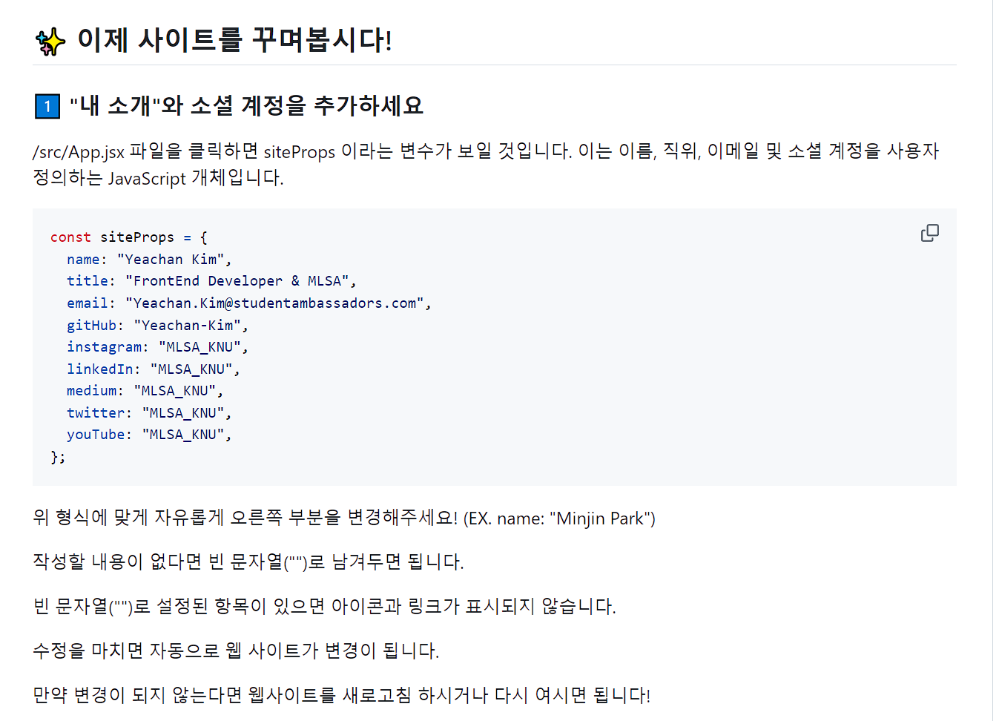 ✨ 이제 사이트를 꾸며봅시다!
1 "내 소개"와 소셜 계정을 추가하세요
/src/App.jsx 파일을 클릭하면 siteProps 이라는 변수가 보일 것입니다. 이는 이름, 직위, 이메일 및 소셜 계정을 사용자
정의하는 JavaScript 개체입니다.
const siteProps = {
  name: "Yeachan Kim",
  title: "FrontEnd Developer & MLSA",
  email: "Yeachan.Kim@studentambassadors.com",
  gitHub: "Yeachan-Kim",
  instagram: "MLSA_KNU",
  linkedIn: "MLSA_KNU",
  medium: "MLSA_KNU",
  twitter: "MLSA_KNU",
  youTube: "MLSA_KNU",
};
위 형식에 맞게 자유롭게 오른쪽 부분을 변경해주세요! (EX. name: "Minjin Park")
작성할 내용이 없다면 빈 문자열("")로 남겨두면 됩니다.
빈 문자열("")로 설정된 항목이 있으면 아이콘과 링크가 표시되지 않습니다.
수정을 마치면 자동으로 웹 사이트가 변경이 됩니다.
만약 변경이 되지 않는다면 웹사이트를 새로고침 하시거나 다시 여시면 됩니다!